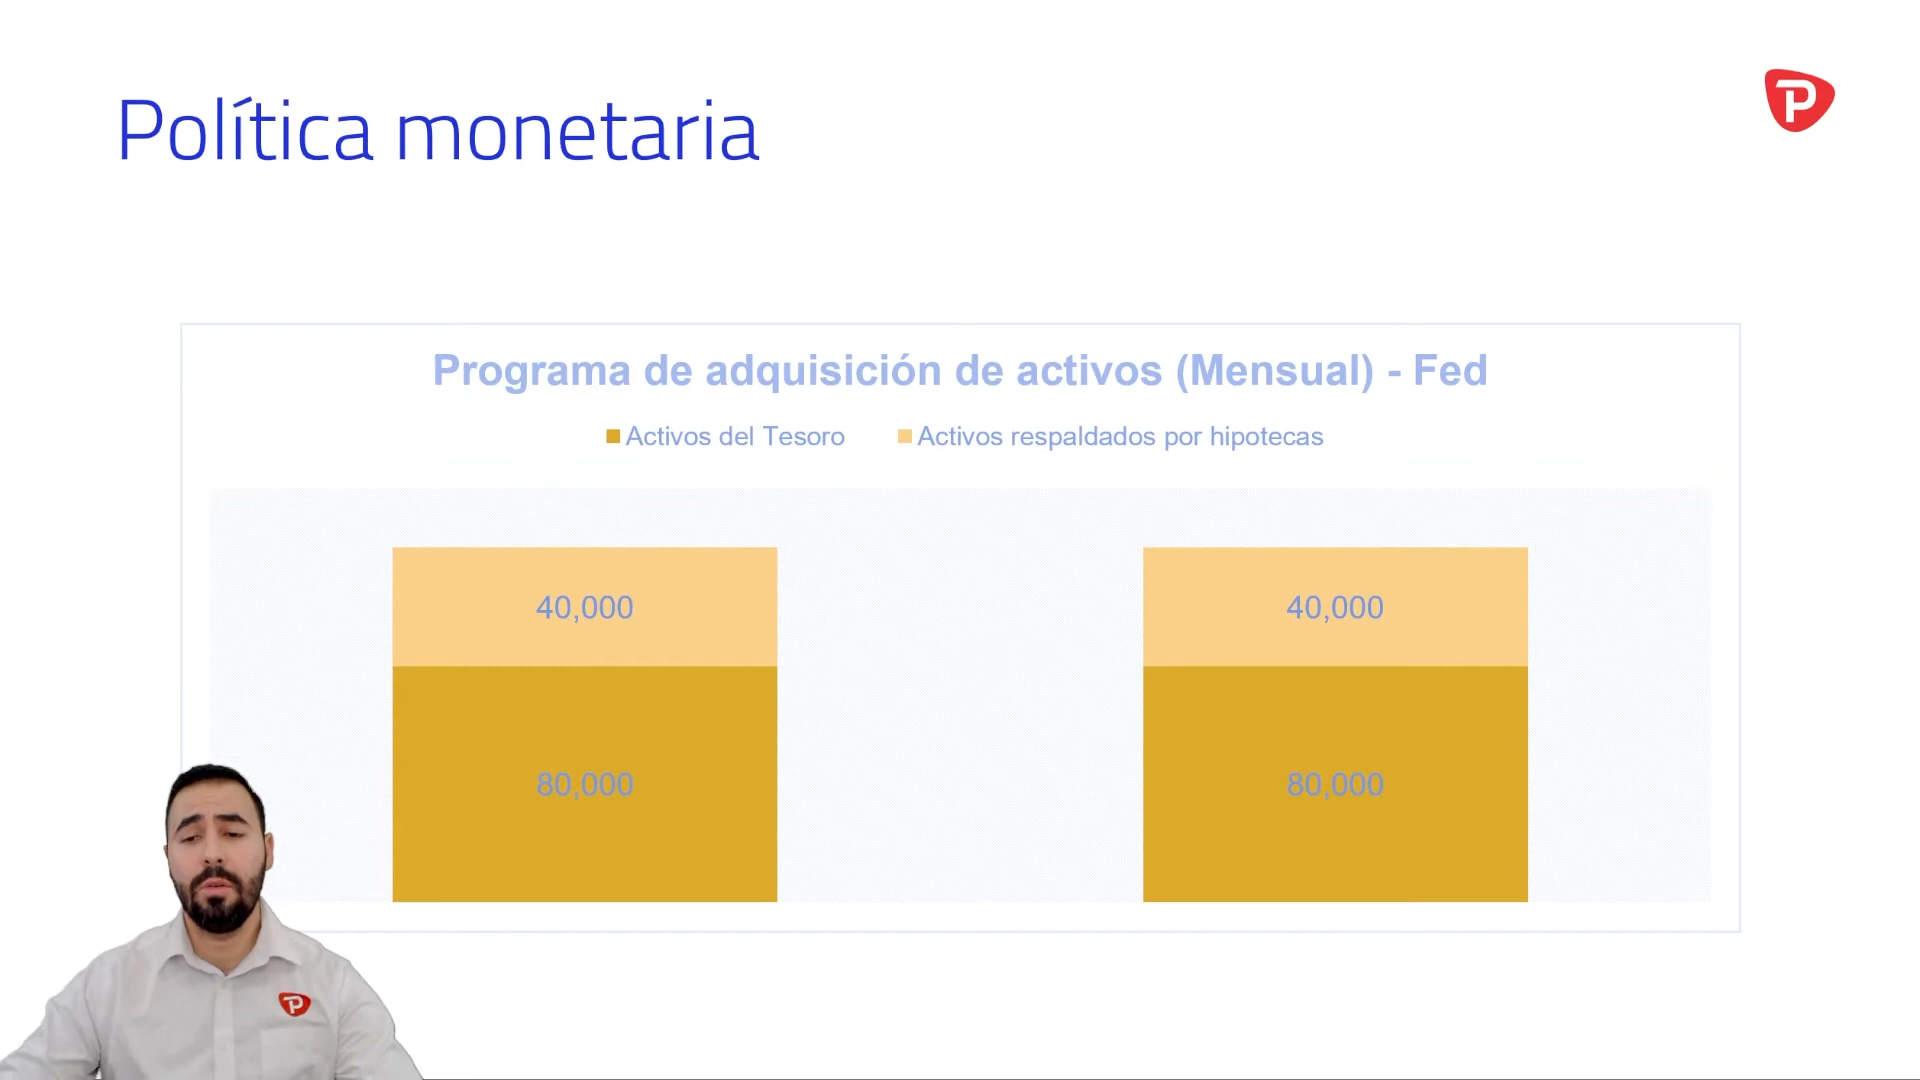 Política monetaria
P
Programa de adquisición de activos (Mensual) - Fed
Activos del Tesoro Activos respaldados por hipotecas
40,000 40,000
80,000 80,000
P